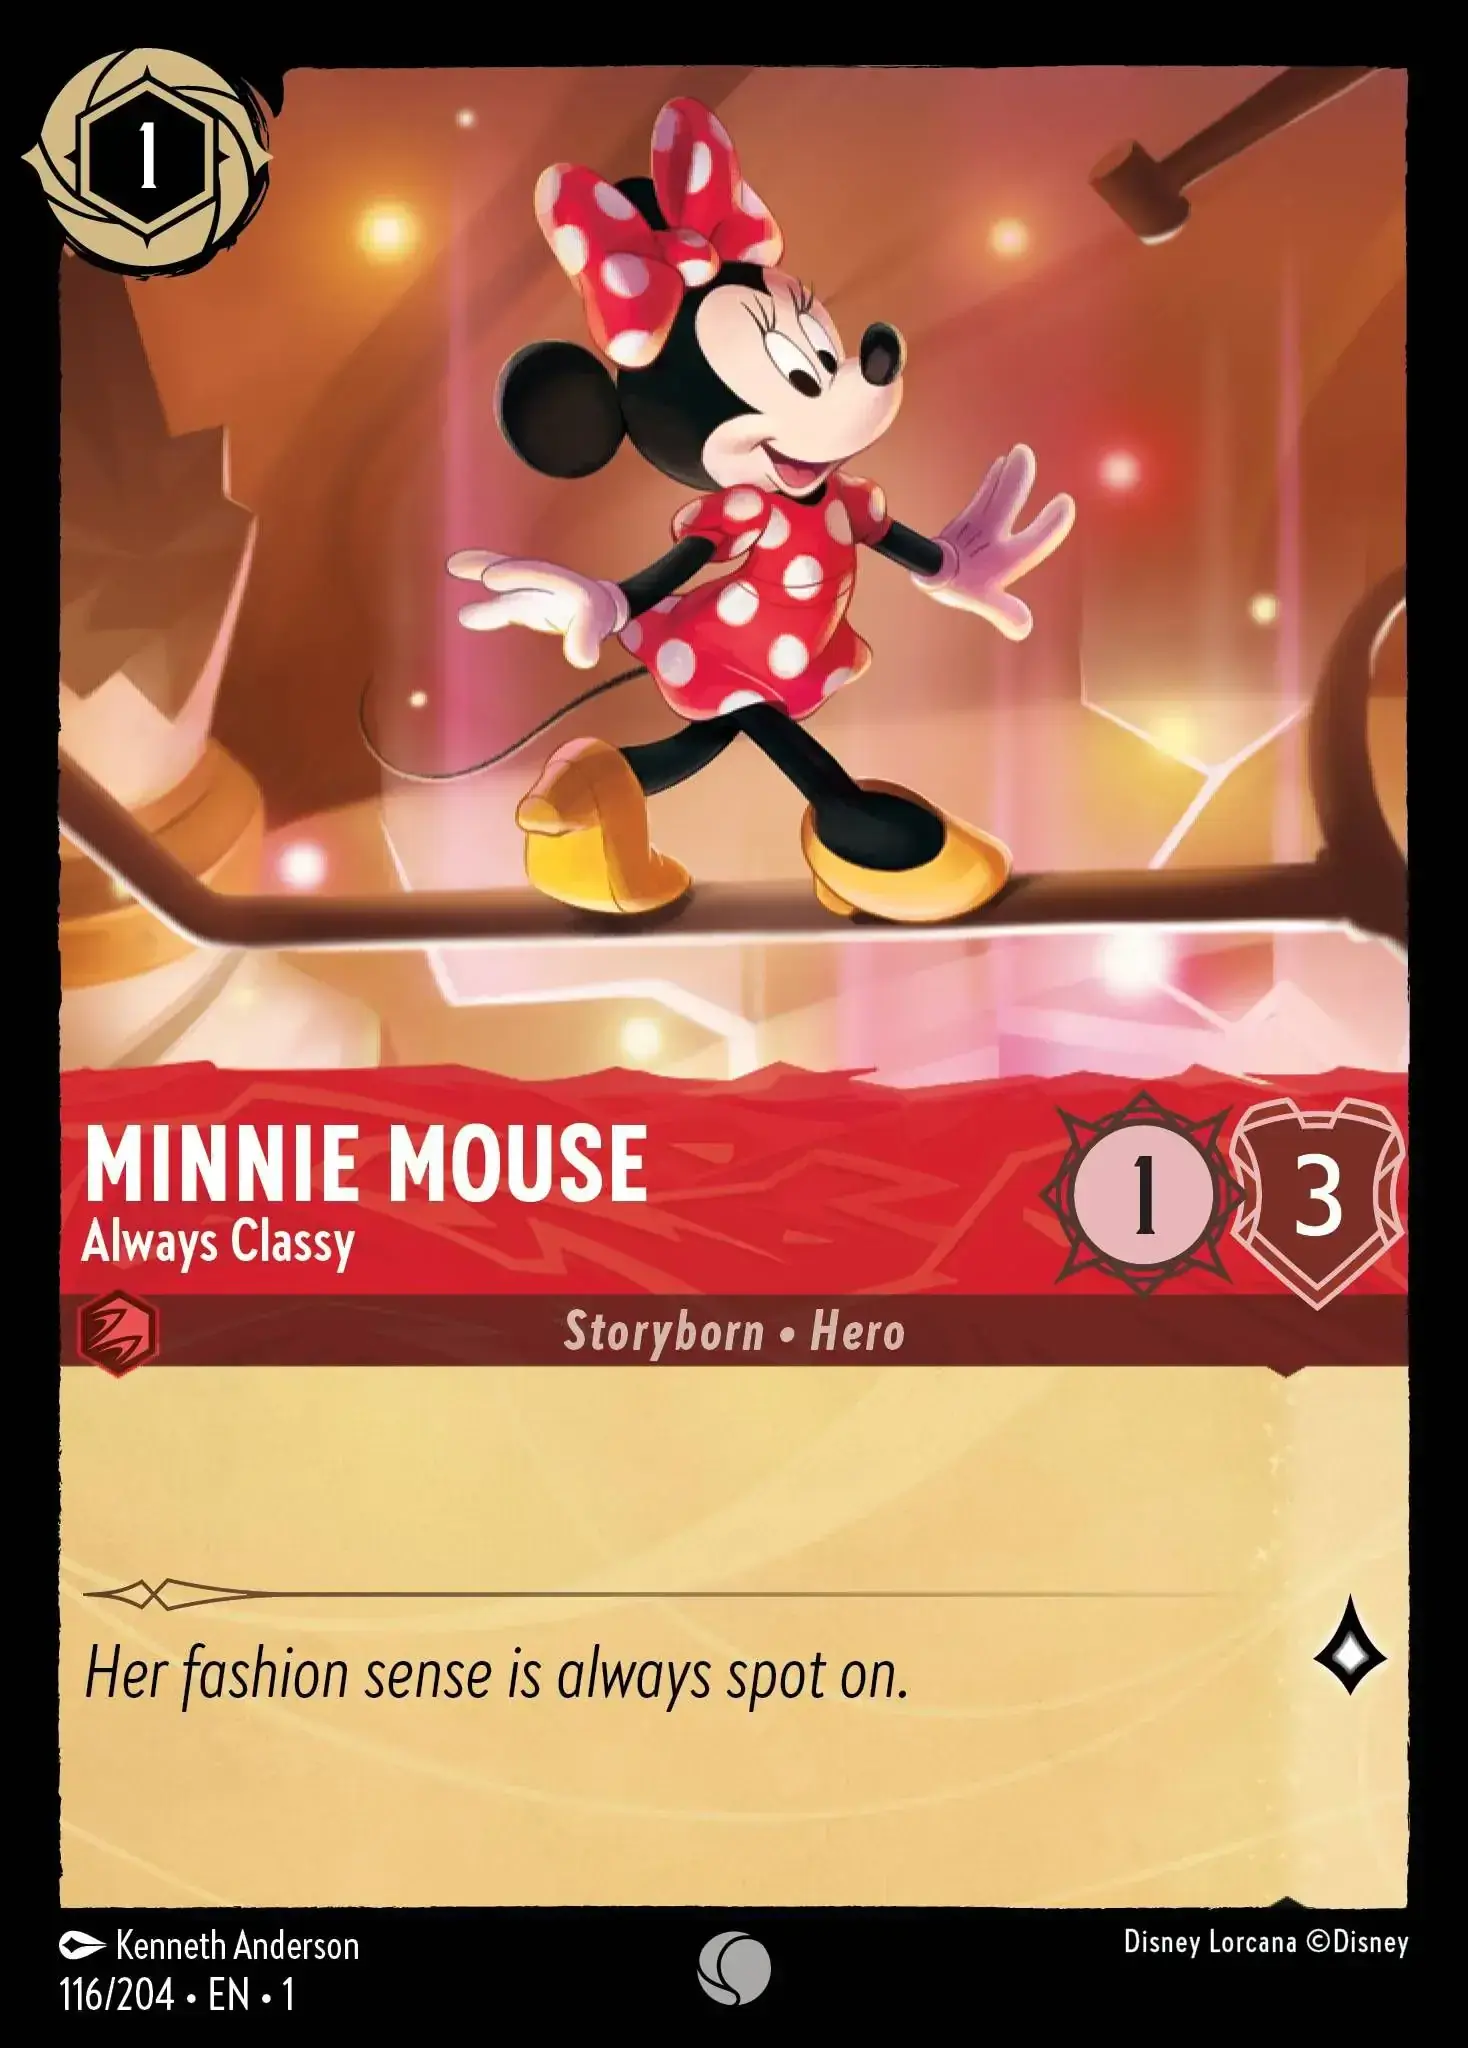 1
MINNIE MOUSE
Always Classy
1
3
Storyborn • Hero
Her fashion sense is always spot on.
Kenneth Anderson
116/204 • EN • 1
Disney Lorcana ©Disney